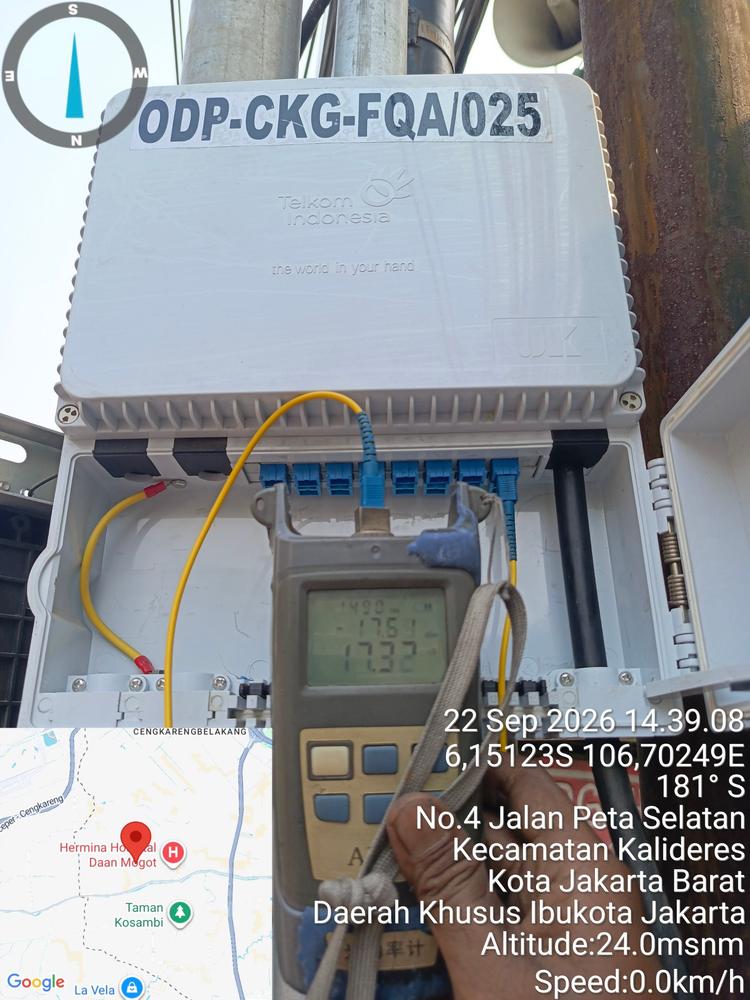 S
E
W
N
ODP-CKG-FQA/025
Telkom
Indonesia
the world in your hand
1490
-17.61
17.32
22 Sep 2026 14.39.08
6,15123S 106,70249E
181° S
No.4 Jalan Peta Selatan
Kecamatan Kalideres
Kota Jakarta Barat
Daerah Khusus Ibukota Jakarta
Altitude:24.0msnm
Speed:0.0km/h
CENGKARENGBELAKANG
Hermina
Daan Mogot
H
Taman
Kosambi
La Vela
Google